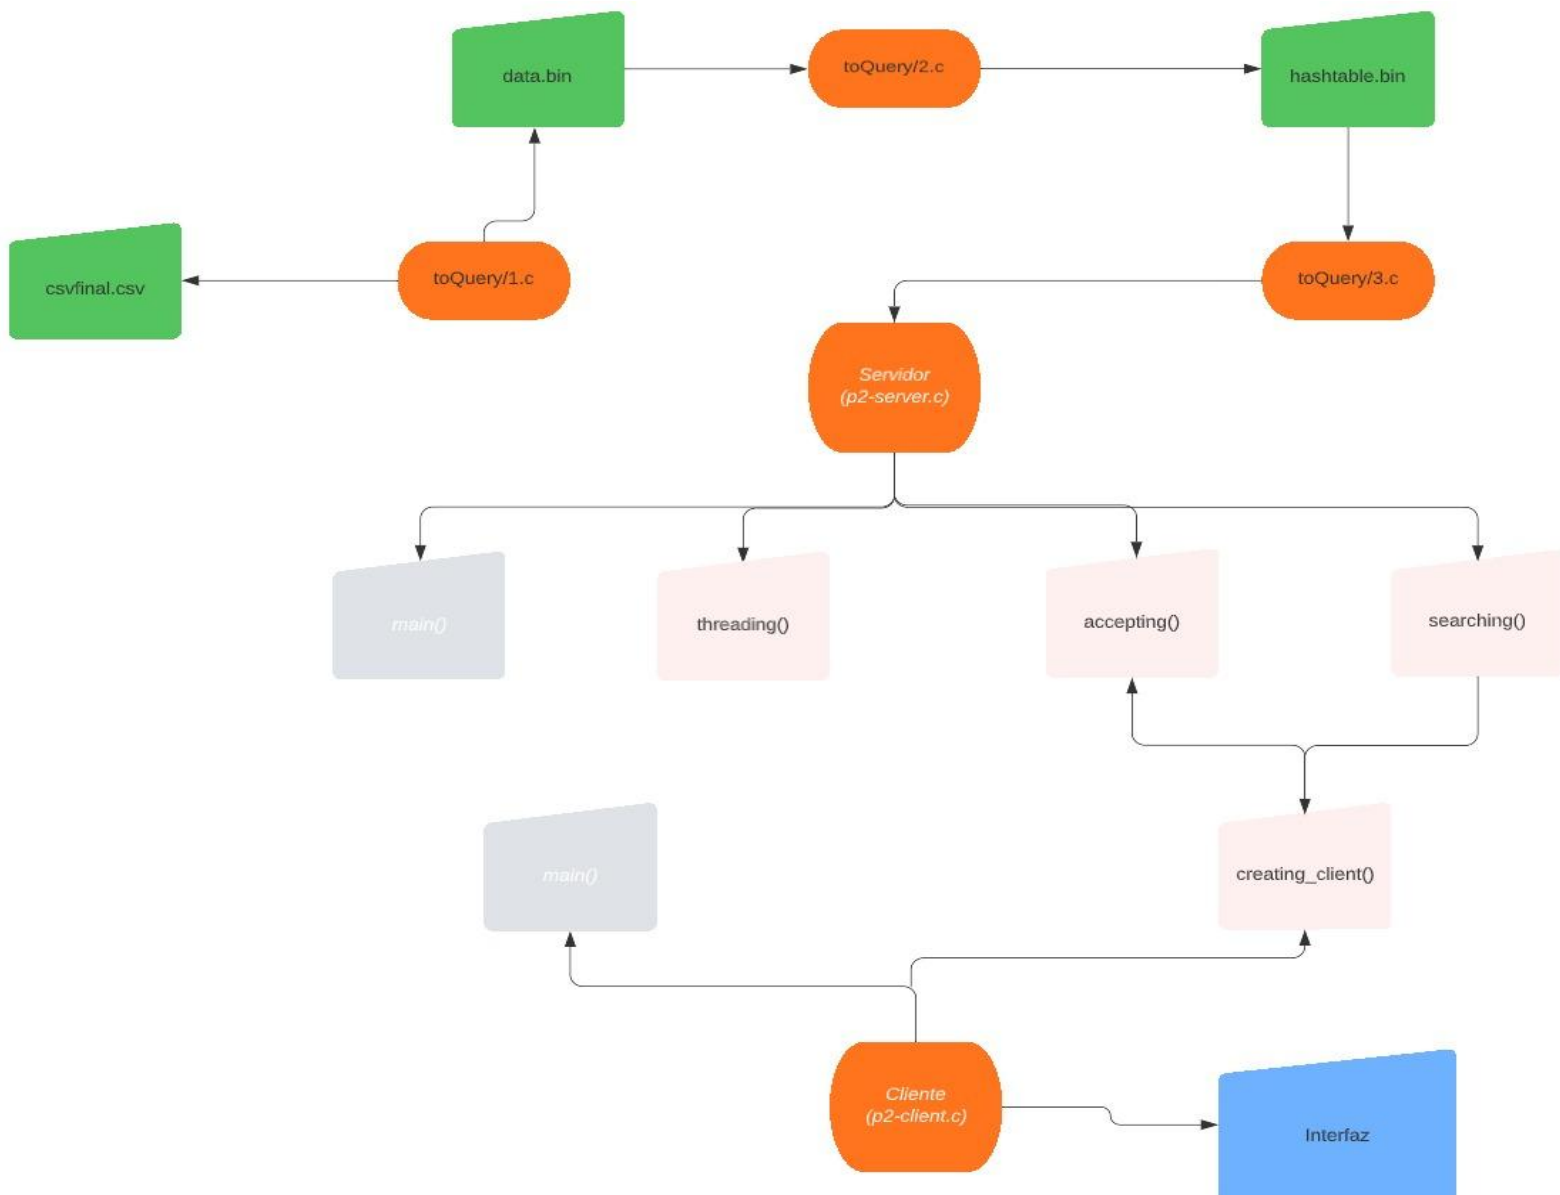 data.bin
toQuery/2.c
hashtable.bin
csvfinal.csv
toQuery/1.c
toQuery/3.c
Servidor
(p2-server.c)
main()
threading()
accepting()
searching()
main()
creating_client()
Cliente
(p2-client.c)
Interfaz